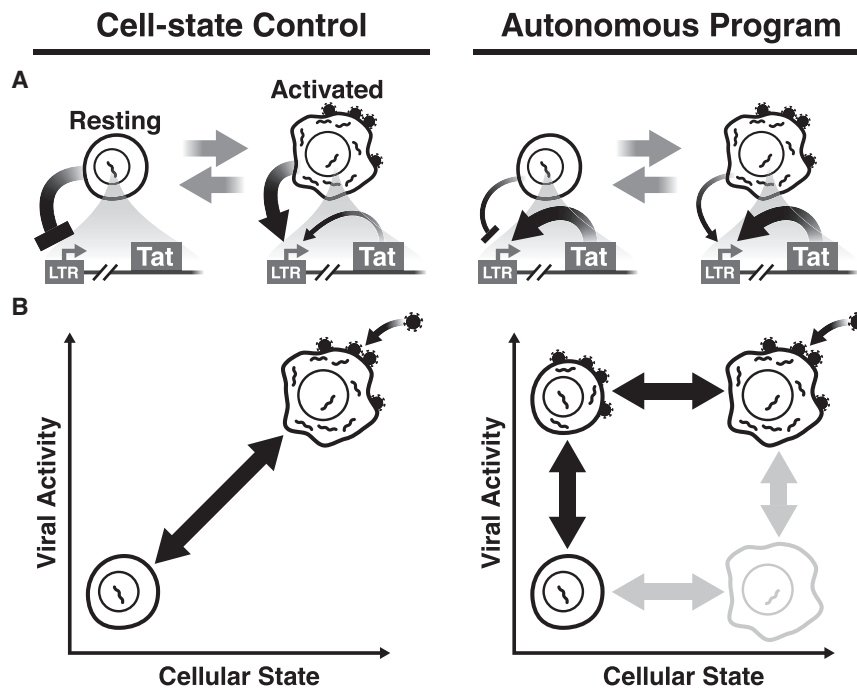 Cell-state Control
Autonomous Program
A
Resting
Activated
LTR
Tat
LTR
Tat
LTR
Tat
LTR
Tat
B
Viral Activity
Cellular State
Viral Activity
Cellular State